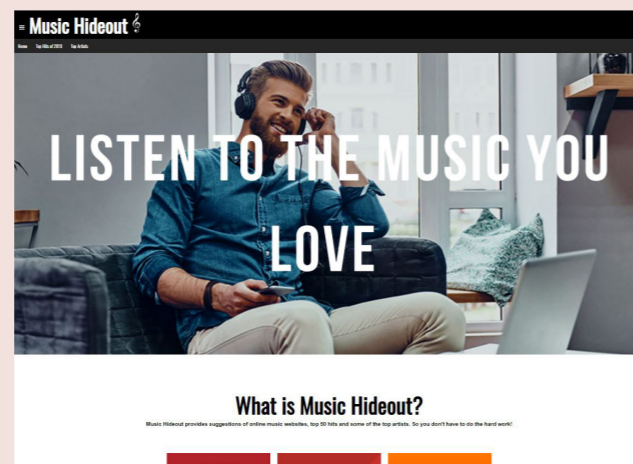 ≡ Music Hideout
Home Top Hits of 2019 Top Artists
LISTEN TO THE MUSIC YOU
LOVE
What is Music Hideout?
Music Hideout provides suggestions of online music websites, top 50 hits and some of the top artists. So you don't have to do the hard work!